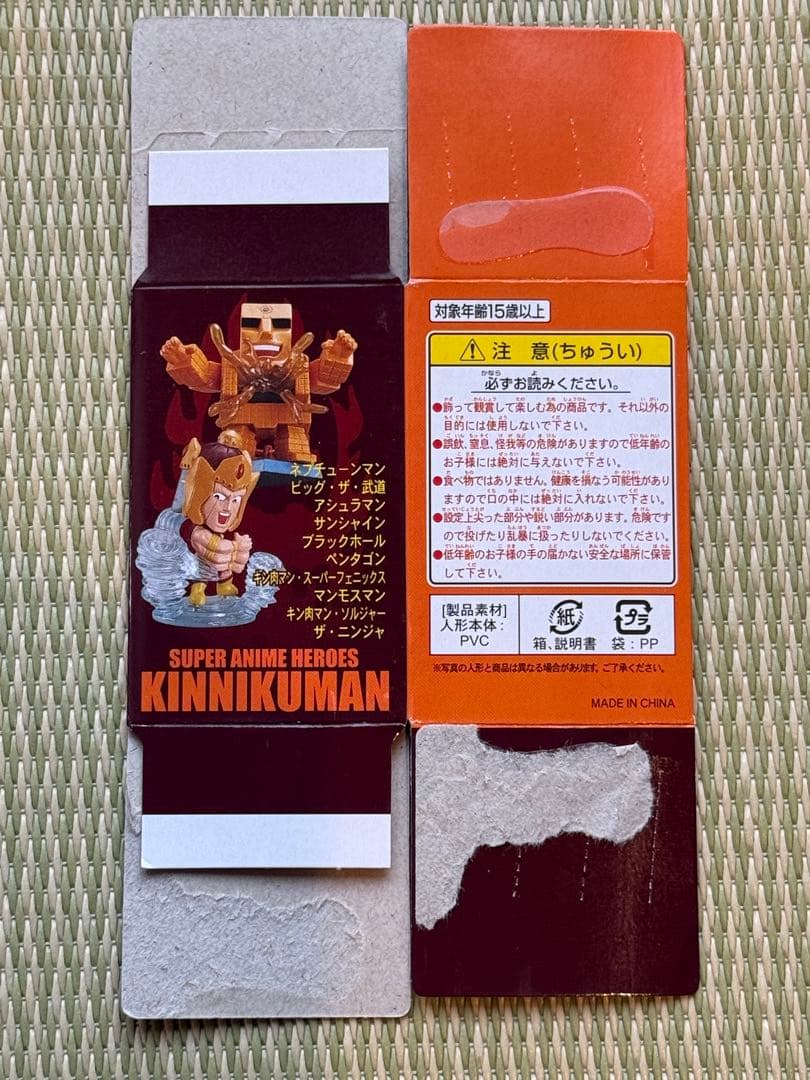 ネプチューンマン
ビッグ・ザ・武道
アシュラマン
サンシャイン
ブラックホール
ペンタゴン
キン肉マン・スーパーフェニックス
マンモスマン
キン肉マン・ソルジャー
ザ・ニンジャ
SUPER ANIME HEROES
KINNIKUMAN
対象年齢15歳以上
注 意(ちゅうい)
必ずお読みください。
●飾って観賞して楽しむ為の商品です。それ以外の
目的には使用しないで下さい。
●誤飲、窒息、怪我等の危険がありますので低年齢の
お子様には絶対に与えないで下さい。
●食べ物ではありません。健康を損なう可能性があり
ますので口の中には絶対に入れないで下さい。
●設定上尖った部分や鋭い部分があります。危険です
ので投げたり乱暴に扱ったりしないでください。
●低年齢のお子様の手の届かない安全な場所に保管
して下さい。
[製品素材]
人形本体:
PVC
紙
箱、説明書
プラ
袋:PP
※写真の人形と商品は異なる場合があります。ご了承ください。
MADE IN CHINA